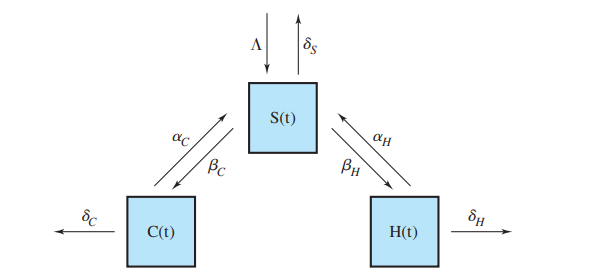 Λ δ_S
S(t)
α_C α_H
β_C β_H
δ_C C(t) H(t) δ_H